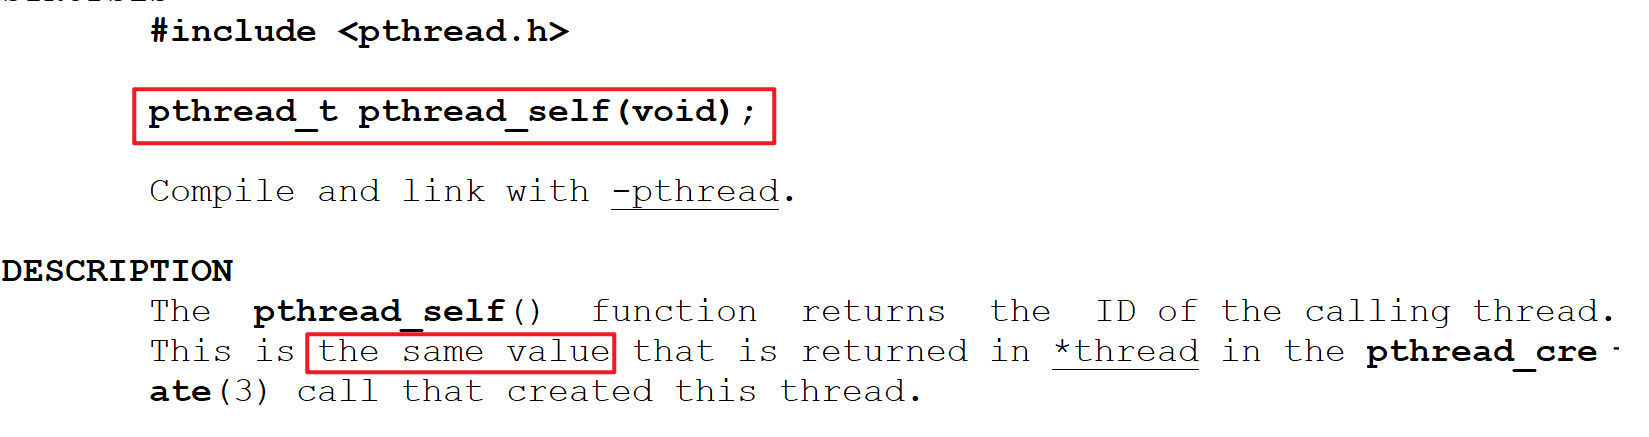 #include <pthread.h>
pthread_t pthread_self(void);
Compile and link with -pthread.
DESCRIPTION
The pthread_self() function returns the ID of the calling thread.
This is the same value that is returned in *thread in the pthread_cre-
ate(3) call that created this thread.